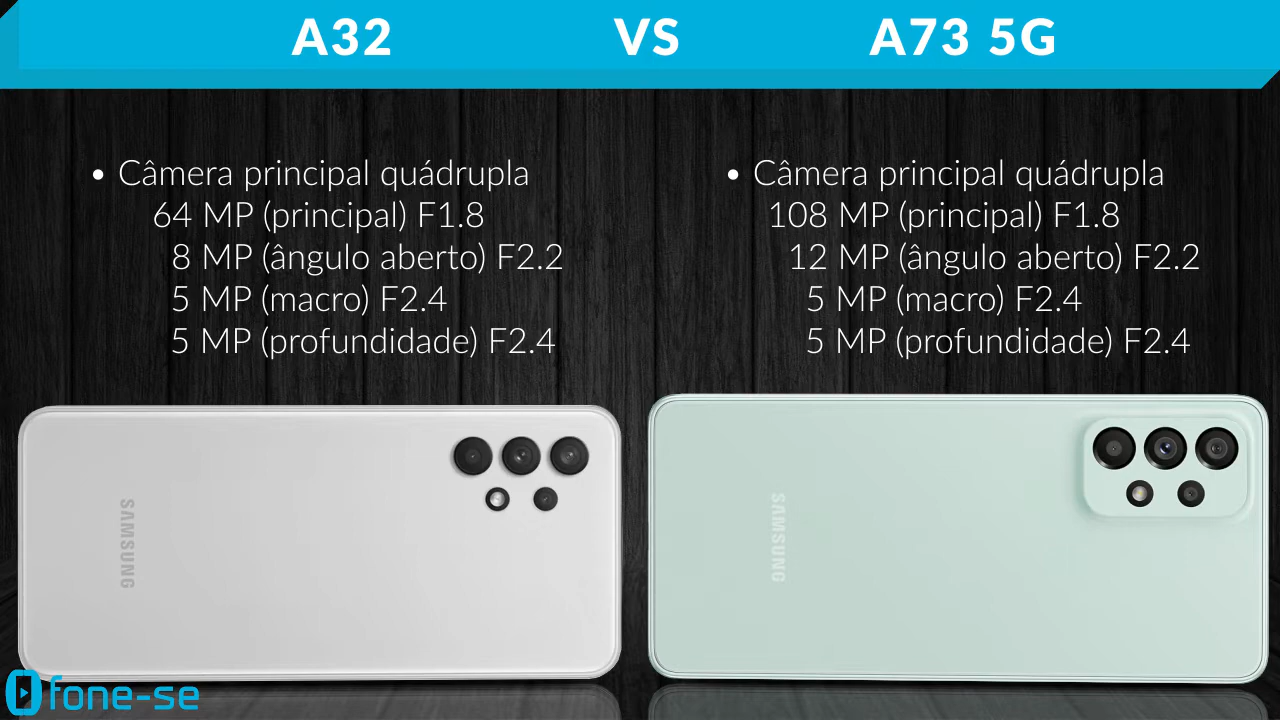 A32 VS A73 5G
• Câmera principal quádrupla
64 MP (principal) F1.8
8 MP (ângulo aberto) F2.2
5 MP (macro) F2.4
5 MP (profundidade) F2.4
• Câmera principal quádrupla
108 MP (principal) F1.8
12 MP (ângulo aberto) F2.2
5 MP (macro) F2.4
5 MP (profundidade) F2.4
SAMSUNG
SAMSUNG
fone-se